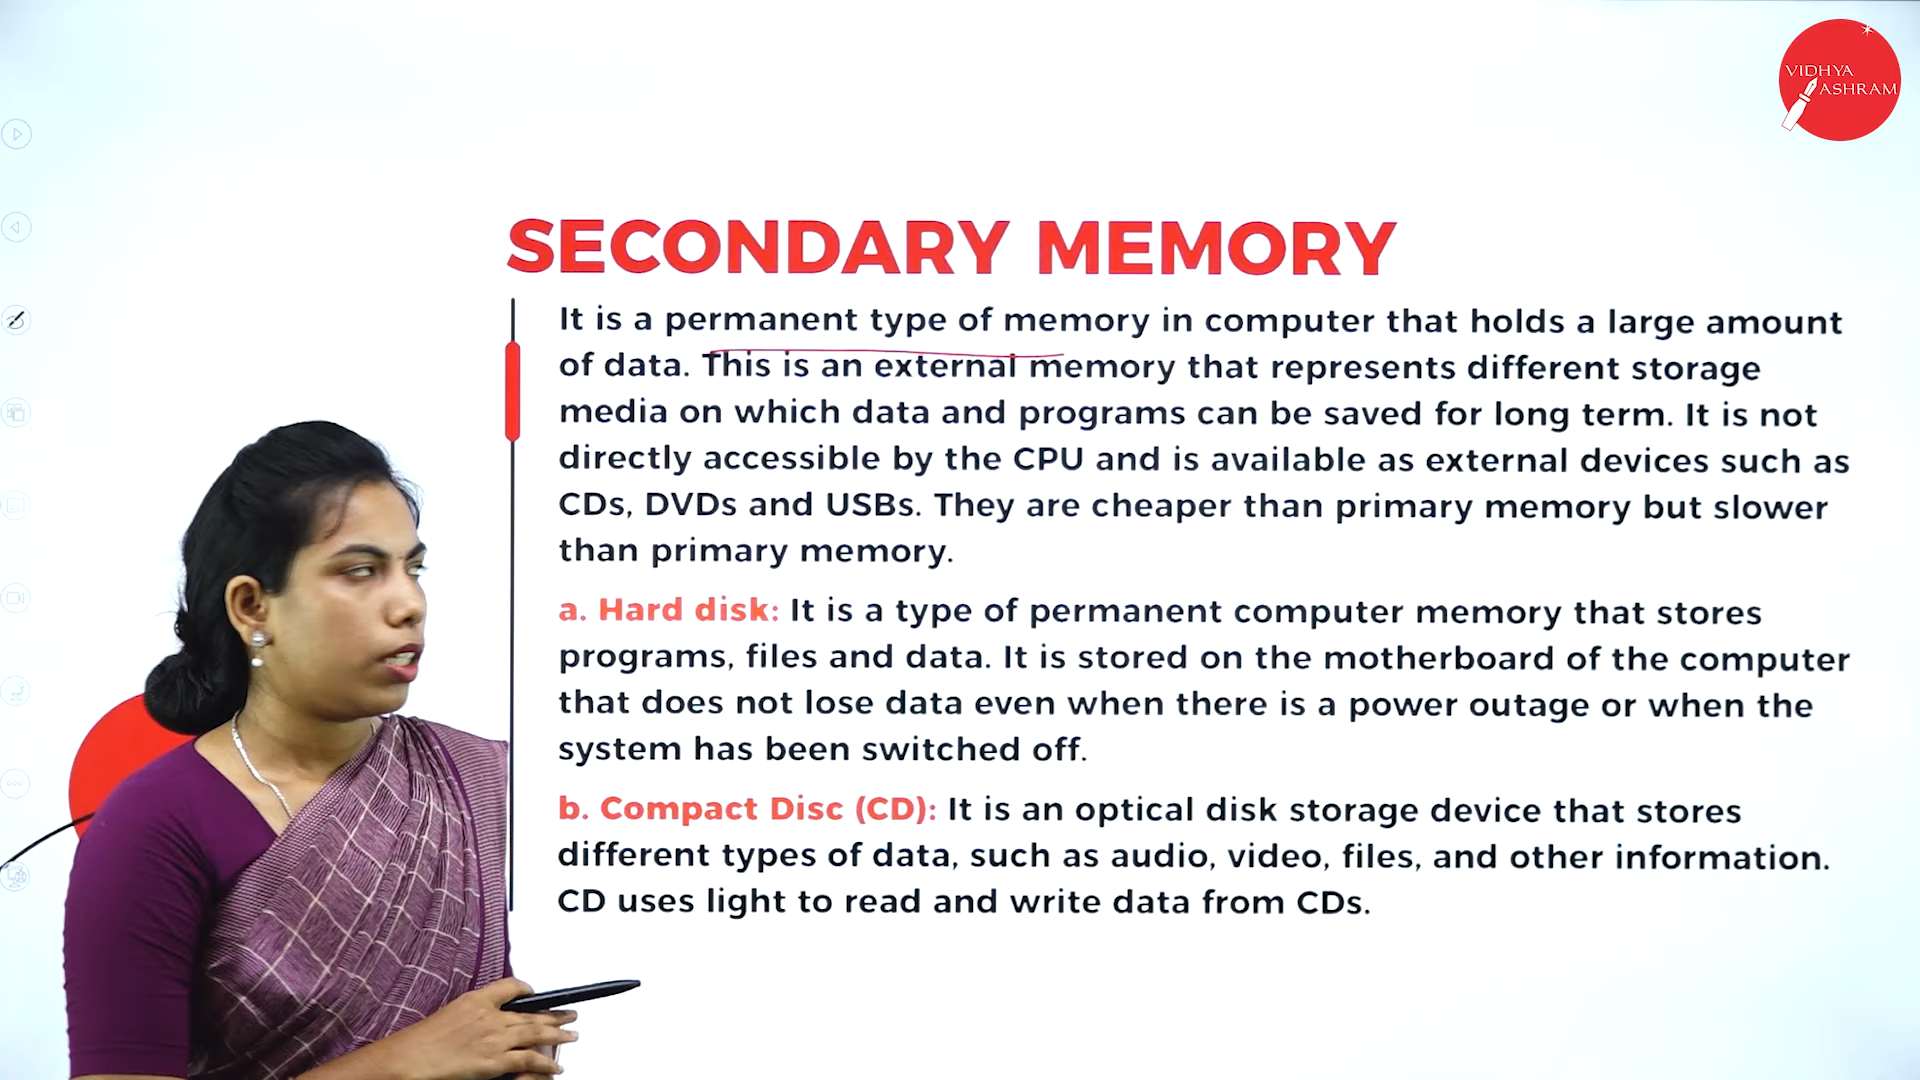 VIDHYA
ASHRAM
SECONDARY MEMORY
It is a permanent type of memory in computer that holds a large amount
of data. This is an external memory that represents different storage
media on which data and programs can be saved for long term. It is not
directly accessible by the CPU and is available as external devices such as
CDs, DVDs and USBs. They are cheaper than primary memory but slower
than primary memory.
a. Hard disk: It is a type of permanent computer memory that stores
programs, files and data. It is stored on the motherboard of the computer
that does not lose data even when there is a power outage or when the
system has been switched off.
b. Compact Disc (CD): It is an optical disk storage device that stores
different types of data, such as audio, video, files, and other information.
CD uses light to read and write data from CDs.